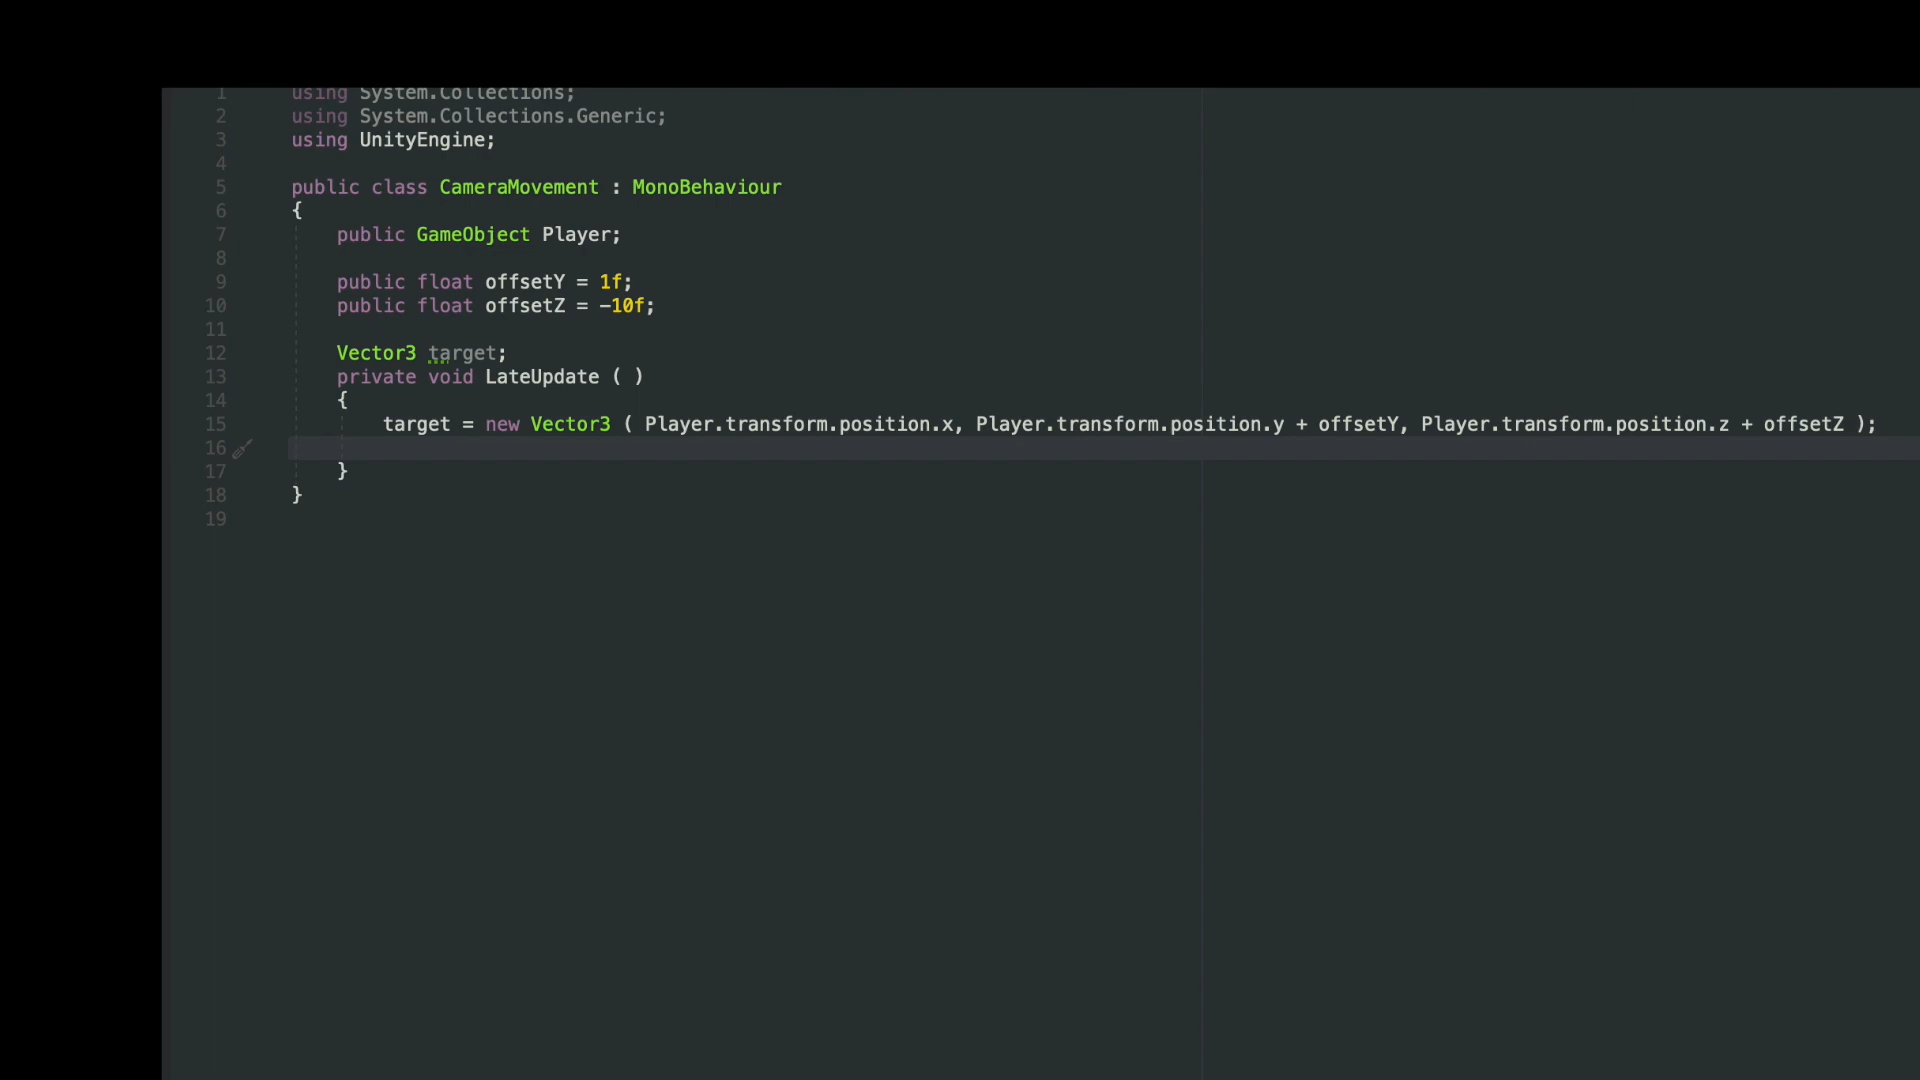 1 using System.Collections;
2 using System.Collections.Generic;
3 using UnityEngine;
4
5 public class CameraMovement : MonoBehaviour
6 {
7 public GameObject Player;
8
9 public float offsetY = 1f;
10 public float offsetZ = -10f;
11
12 Vector3 target;
13 private void LateUpdate ( )
14 {
15 target = new Vector3 ( Player.transform.position.x, Player.transform.position.y + offsetY, Player.transform.position.z + offsetZ );
16
17 }
18 }
19